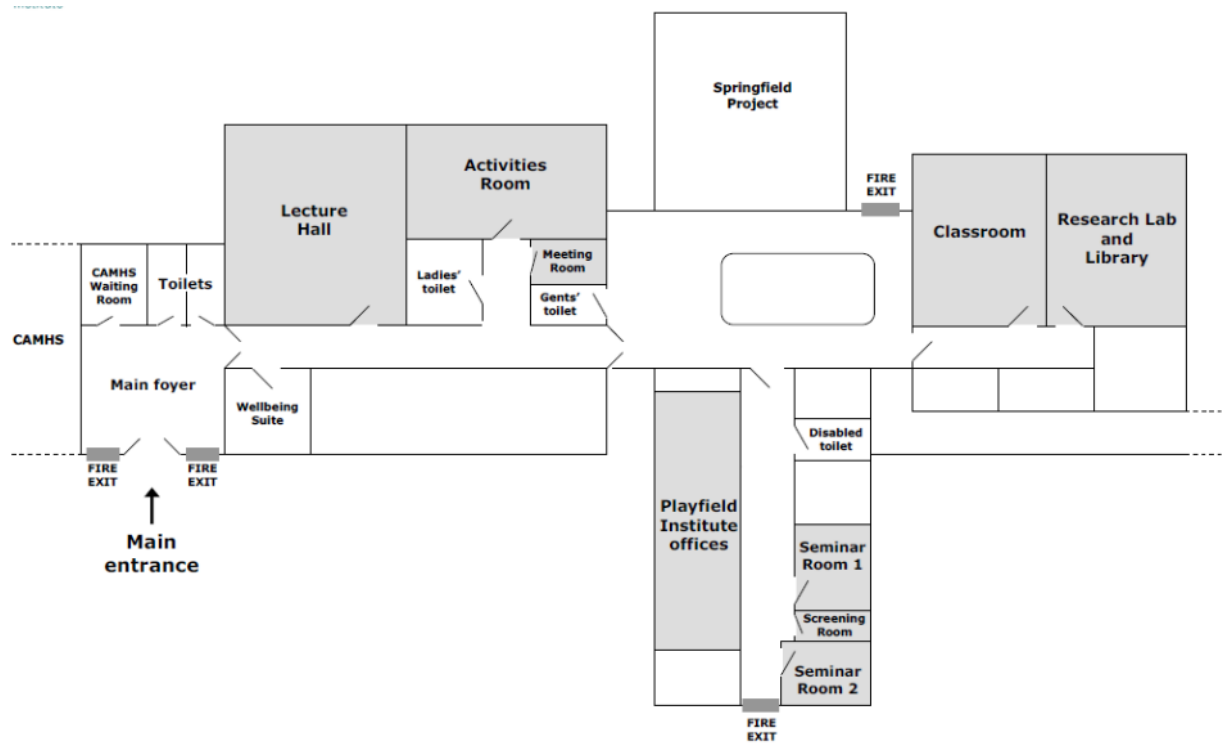 Springfield
Project
Activities
Room
Lecture
Hall
FIRE
EXIT
Classroom
Research Lab
and
Library
CAMHS
Waiting
Room
Toilets
Ladies’
toilet
Meeting
Room
Gents’
toilet
CAMHS
Main foyer
Wellbeing
Suite
Disabled
toilet
FIRE
EXIT
FIRE
EXIT
Main
entrance
Playfield
Institute
offices
Seminar
Room 1
Screening
Room
Seminar
Room 2
FIRE
EXIT